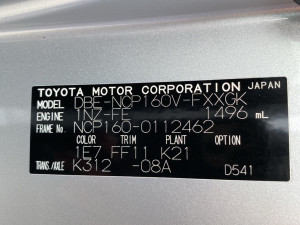 TOYOTA MOTOR CORPORATION JAPAN
MODEL DBE-NCP160V-FXXGK
ENGINE 1NZ-FE 1496 mL
FRAME No. NCP160-0112462
COLOR TRIM PLANT OPTION
1E7 FF11 K21
TRANS./AXLE K312 -08A D541